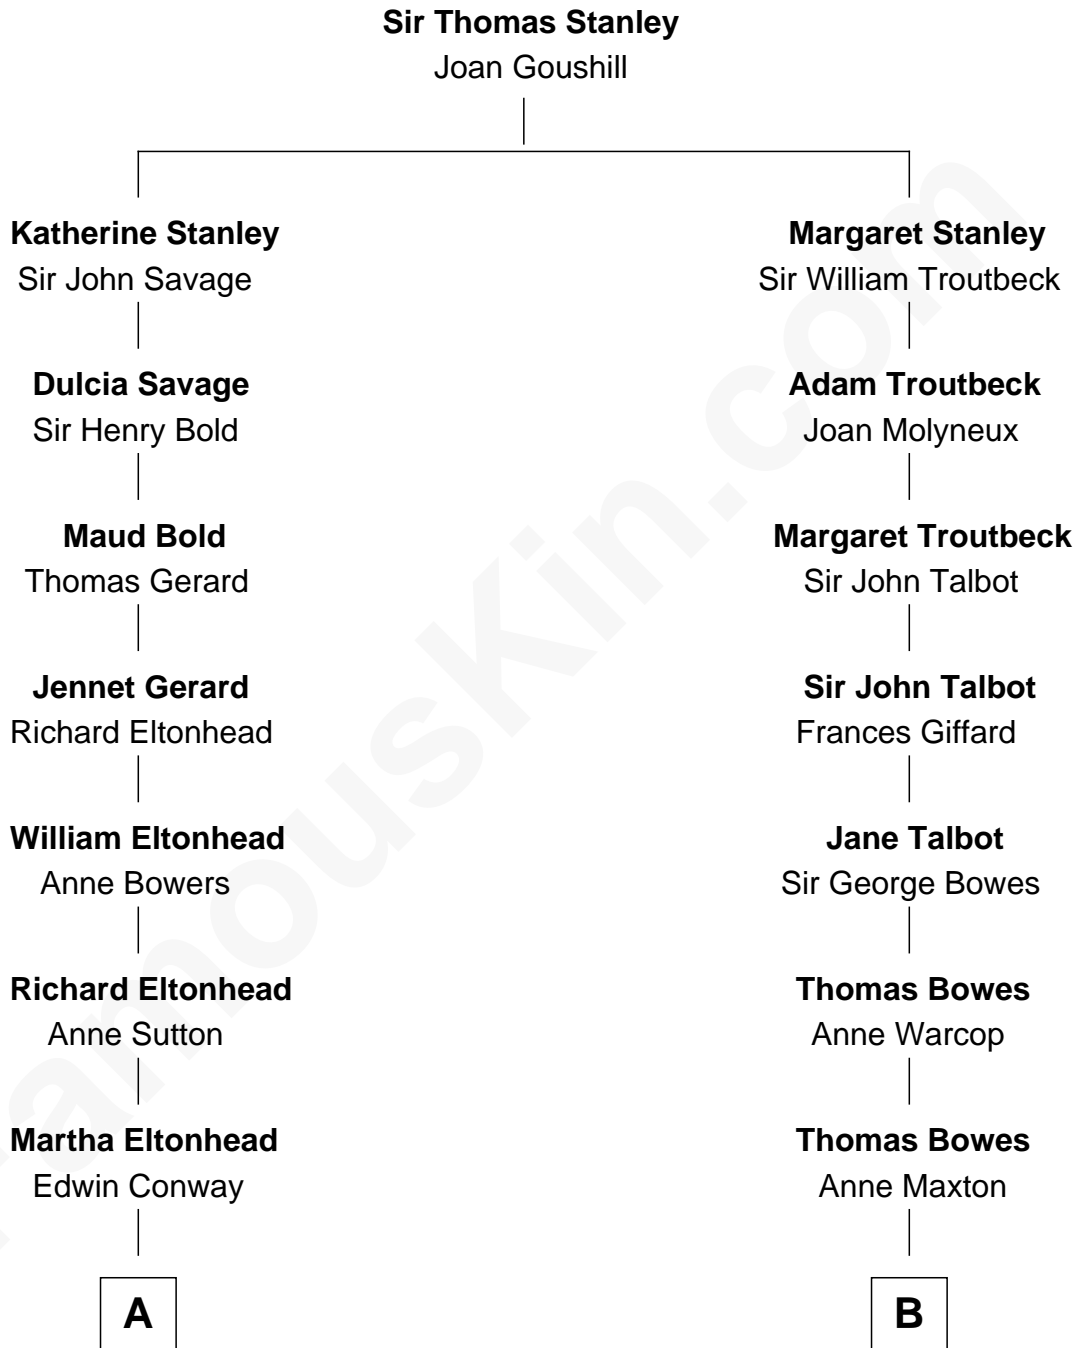 Sir Thomas Stanley
Joan Goushill
Katherine Stanley
Sir John Savage
Margaret Stanley
Sir William Troutbeck
Dulcia Savage
Sir Henry Bold
Adam Troutbeck
Joan Molyneux
Maud Bold
Thomas Gerard
Margaret Troutbeck
Sir John Talbot
Jennet Gerard
Richard Eltonhead
Sir John Talbot
Frances Giffard
William Eltonhead
Anne Bowers
Jane Talbot
Sir George Bowes
Richard Eltonhead
Anne Sutton
Thomas Bowes
Anne Warcop
Martha Eltonhead
Edwin Conway
Thomas Bowes
Anne Maxton
A
B
FamousKin.com